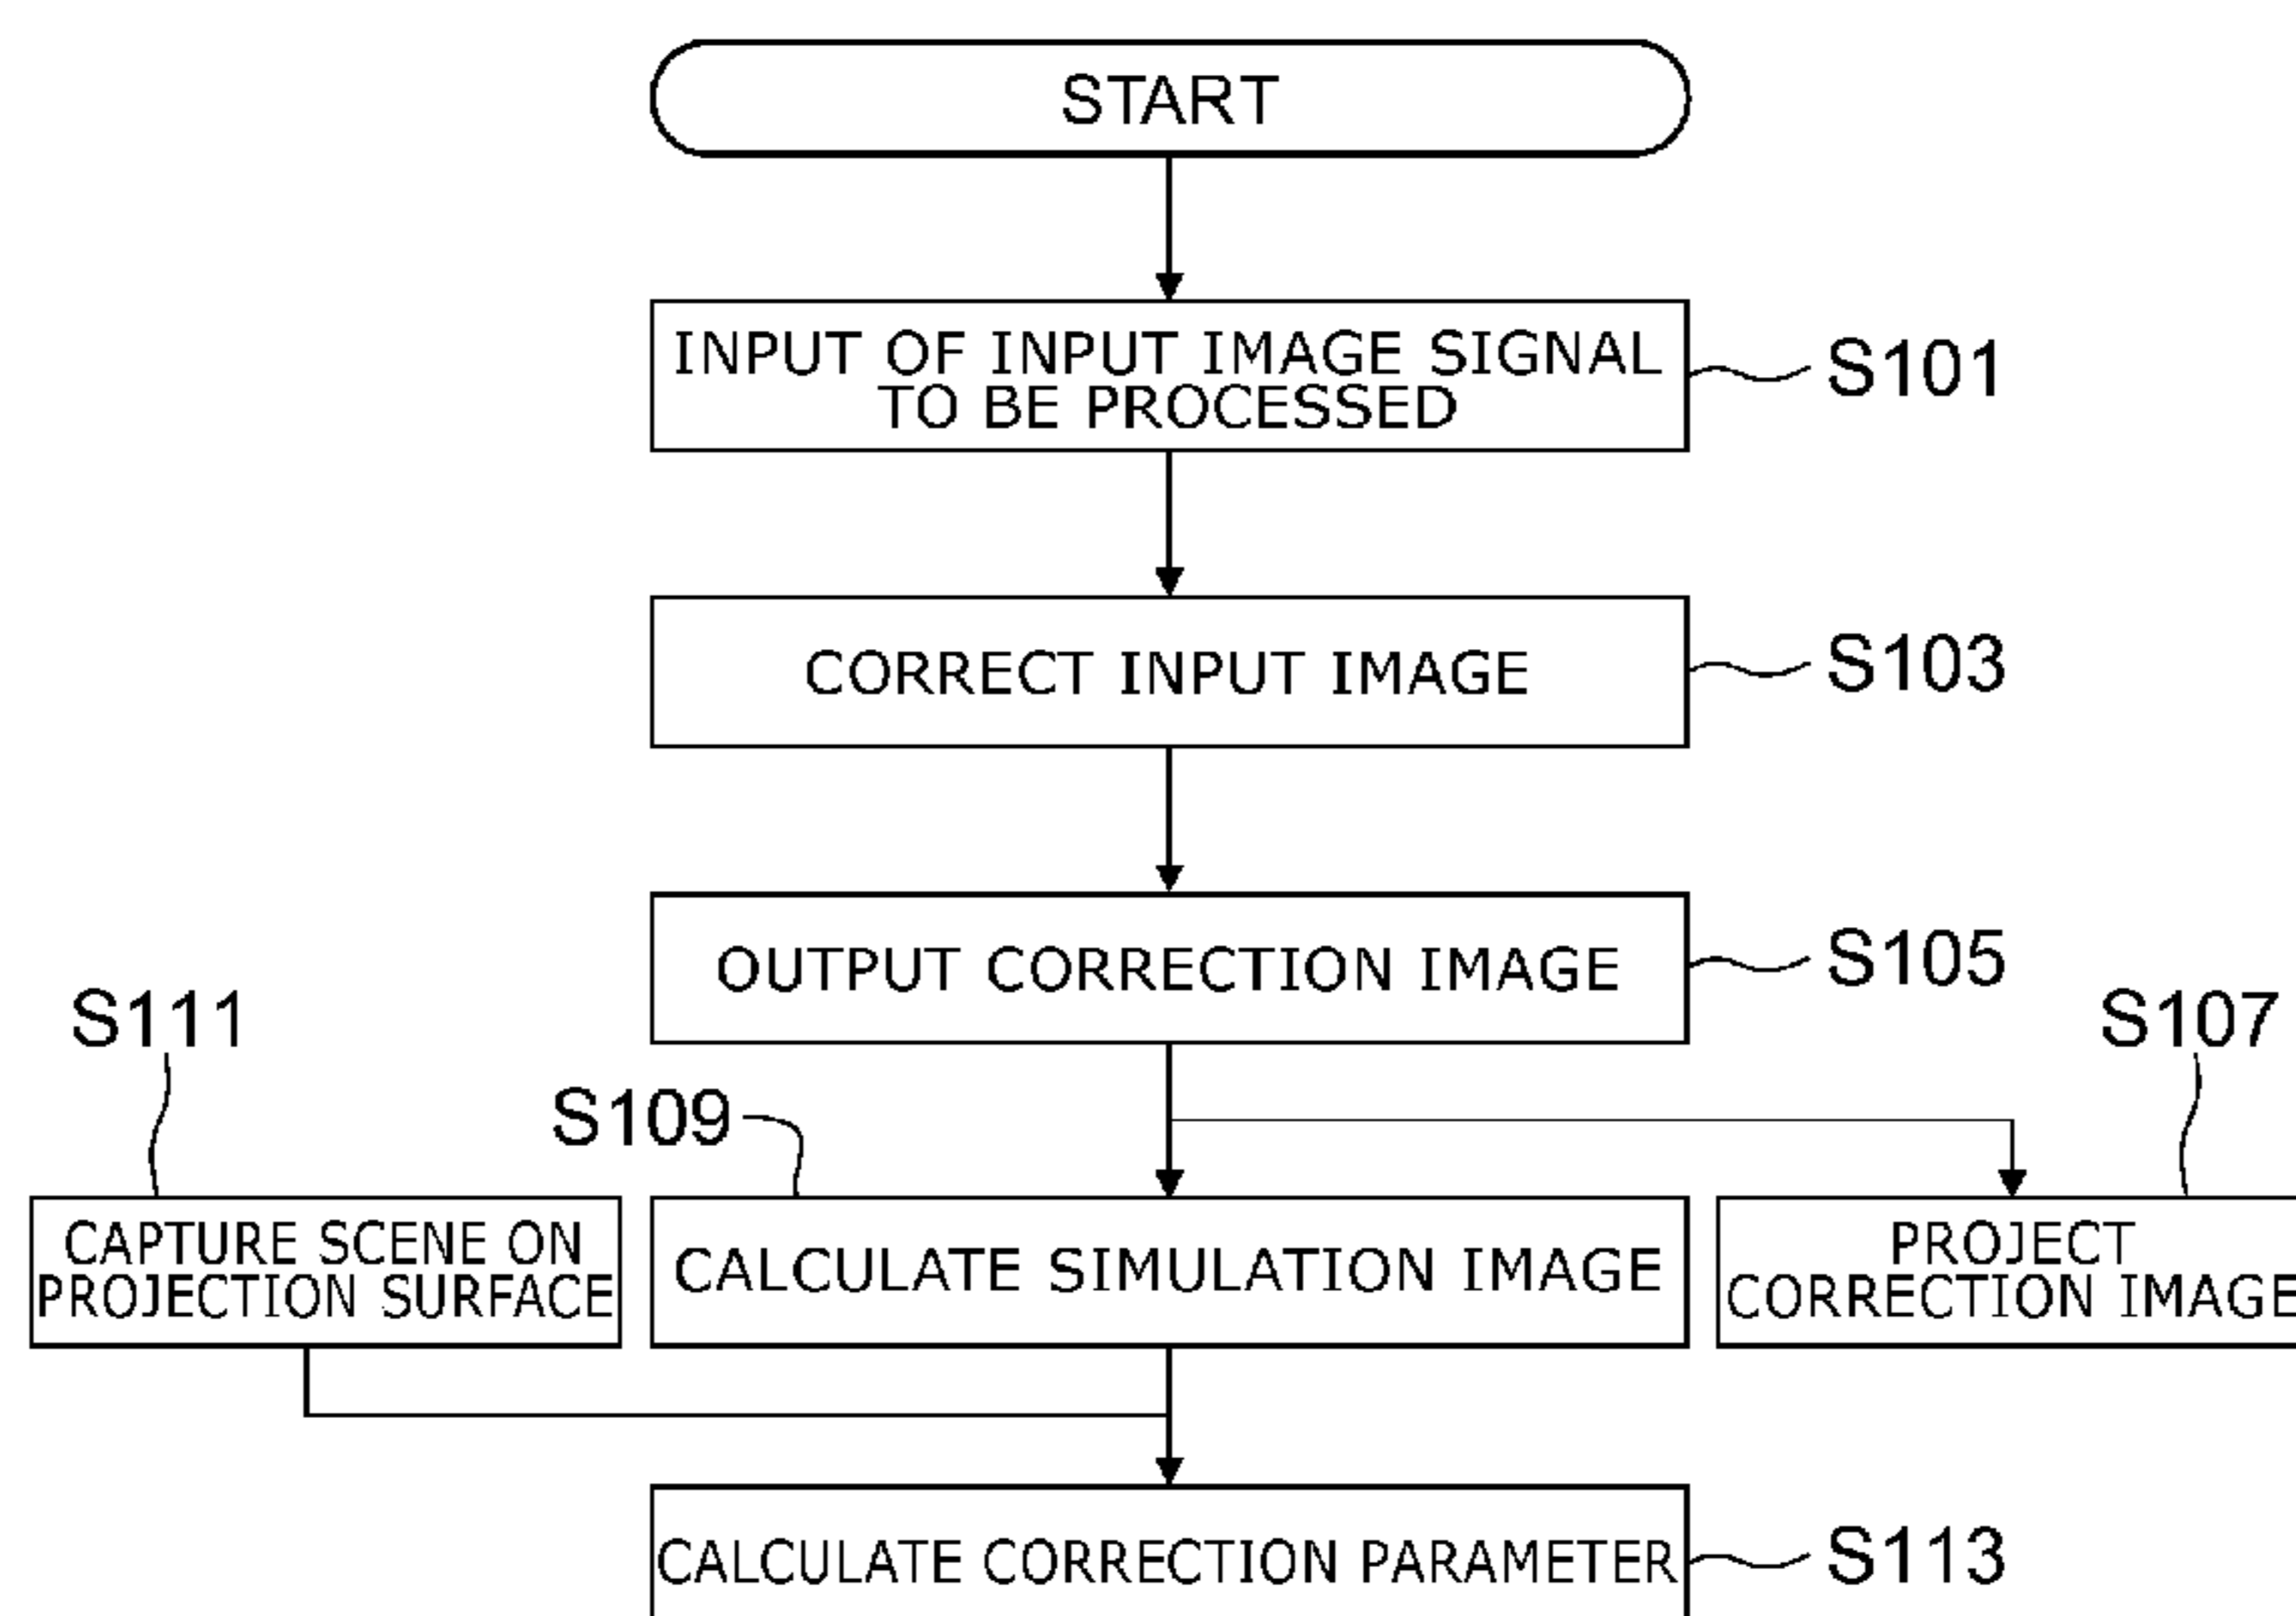 START
INPUT OF INPUT IMAGE SIGNAL
TO BE PROCESSED
S101
CORRECT INPUT IMAGE
S103
OUTPUT CORRECTION IMAGE
S105
S111
S107
S109
CAPTURE SCENE ON
PROJECTION SURFACE
CALCULATE SIMULATION IMAGE
PROJECT
CORRECTION IMAGE
CALCULATE CORRECTION PARAMETER
S113